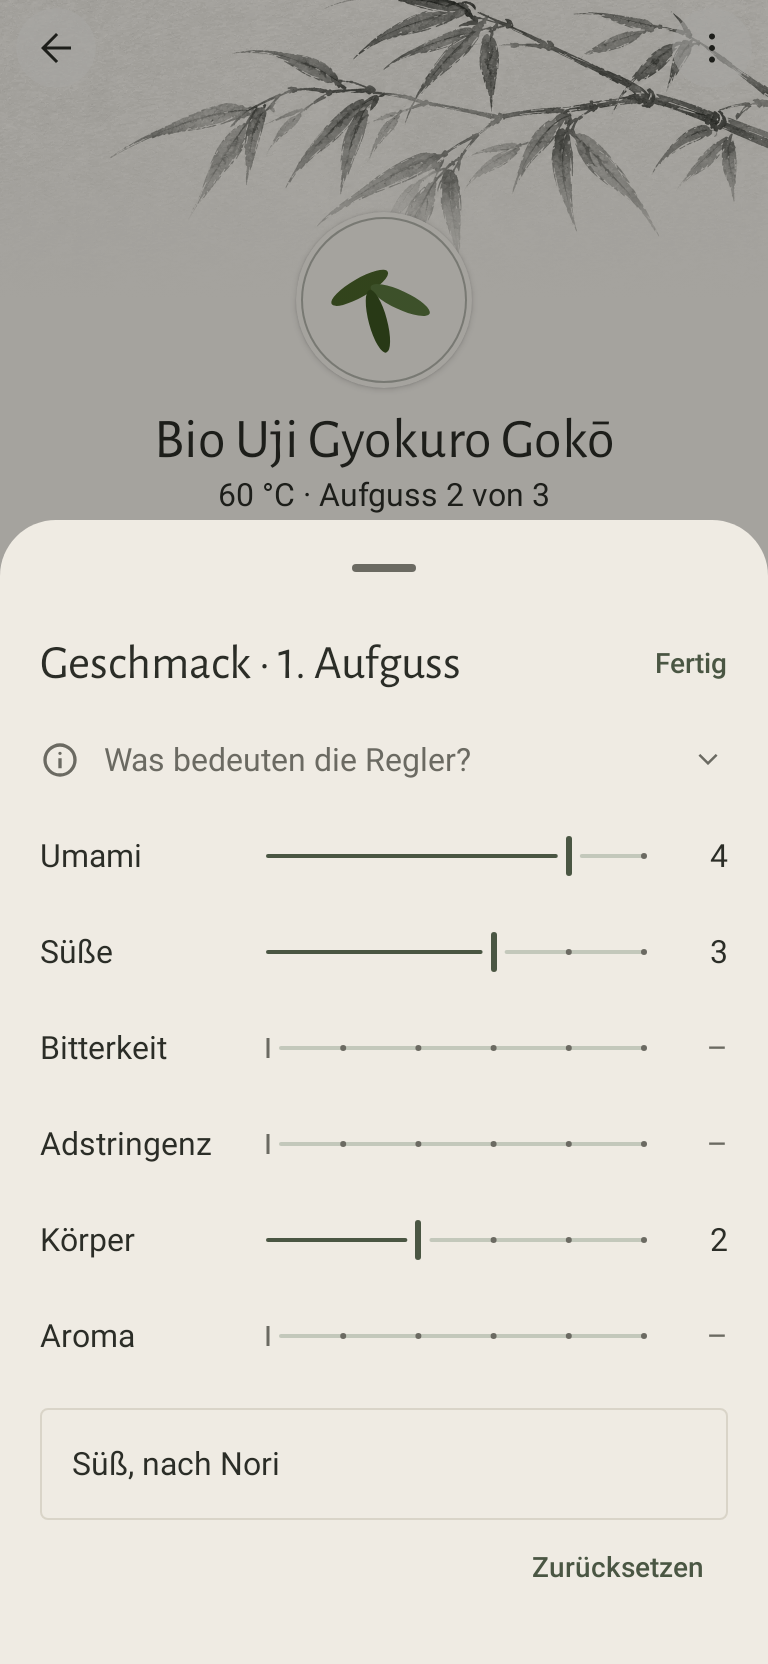 Bio Uji Gyokuro Gokō
60 °C · Aufguss 2 von 3
Geschmack · 1. Aufguss
Fertig
Was bedeuten die Regler?
Umami 4
Süße 3
Bitterkeit –
Adstringenz –
Körper 2
Aroma –
Süß, nach Nori
Zurücksetzen